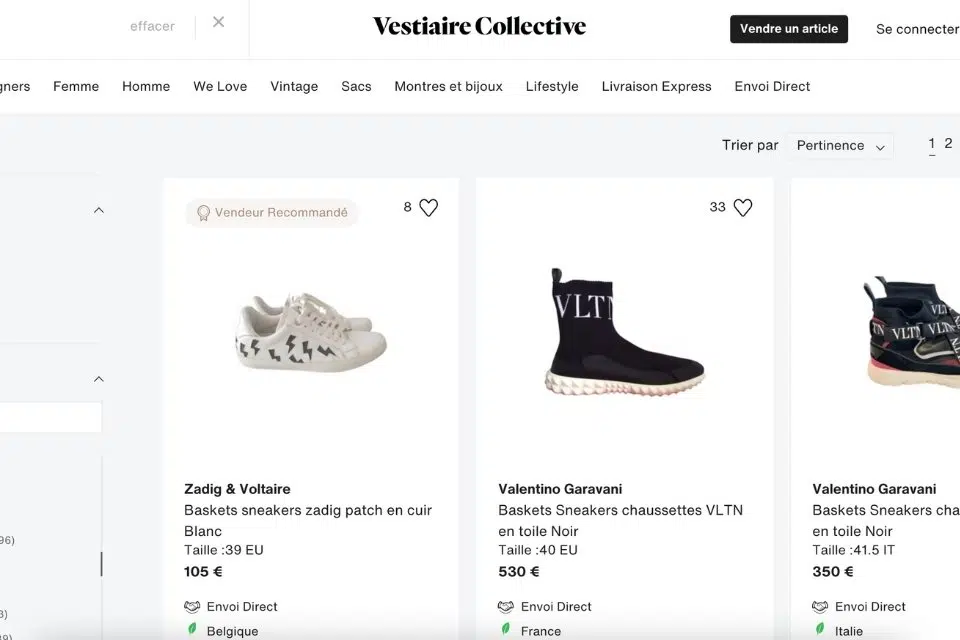 effacer
Vestiaire Collective
Vendre un article
Se connecter
gners Femme Homme We Love Vintage Sacs Montres et bijoux Lifestyle Livraison Express Envoi Direct
Trier par Pertinence 1 2
Vendeur Recommandé 8
33
VLTN
VLTN
VLTN
Zadig & Voltaire
Baskets sneakers zadig patch en cuir
Blanc
Taille :39 EU
105 €
Envoi Direct
Belgique
Valentino Garavani
Baskets Sneakers chaussettes VLTN
en toile Noir
Taille :40 EU
530 €
Envoi Direct
France
Valentino Garavani
Baskets Sneakers cha
en toile Noir
Taille :41.5 IT
350 €
Envoi Direct
Italie
96)
3)